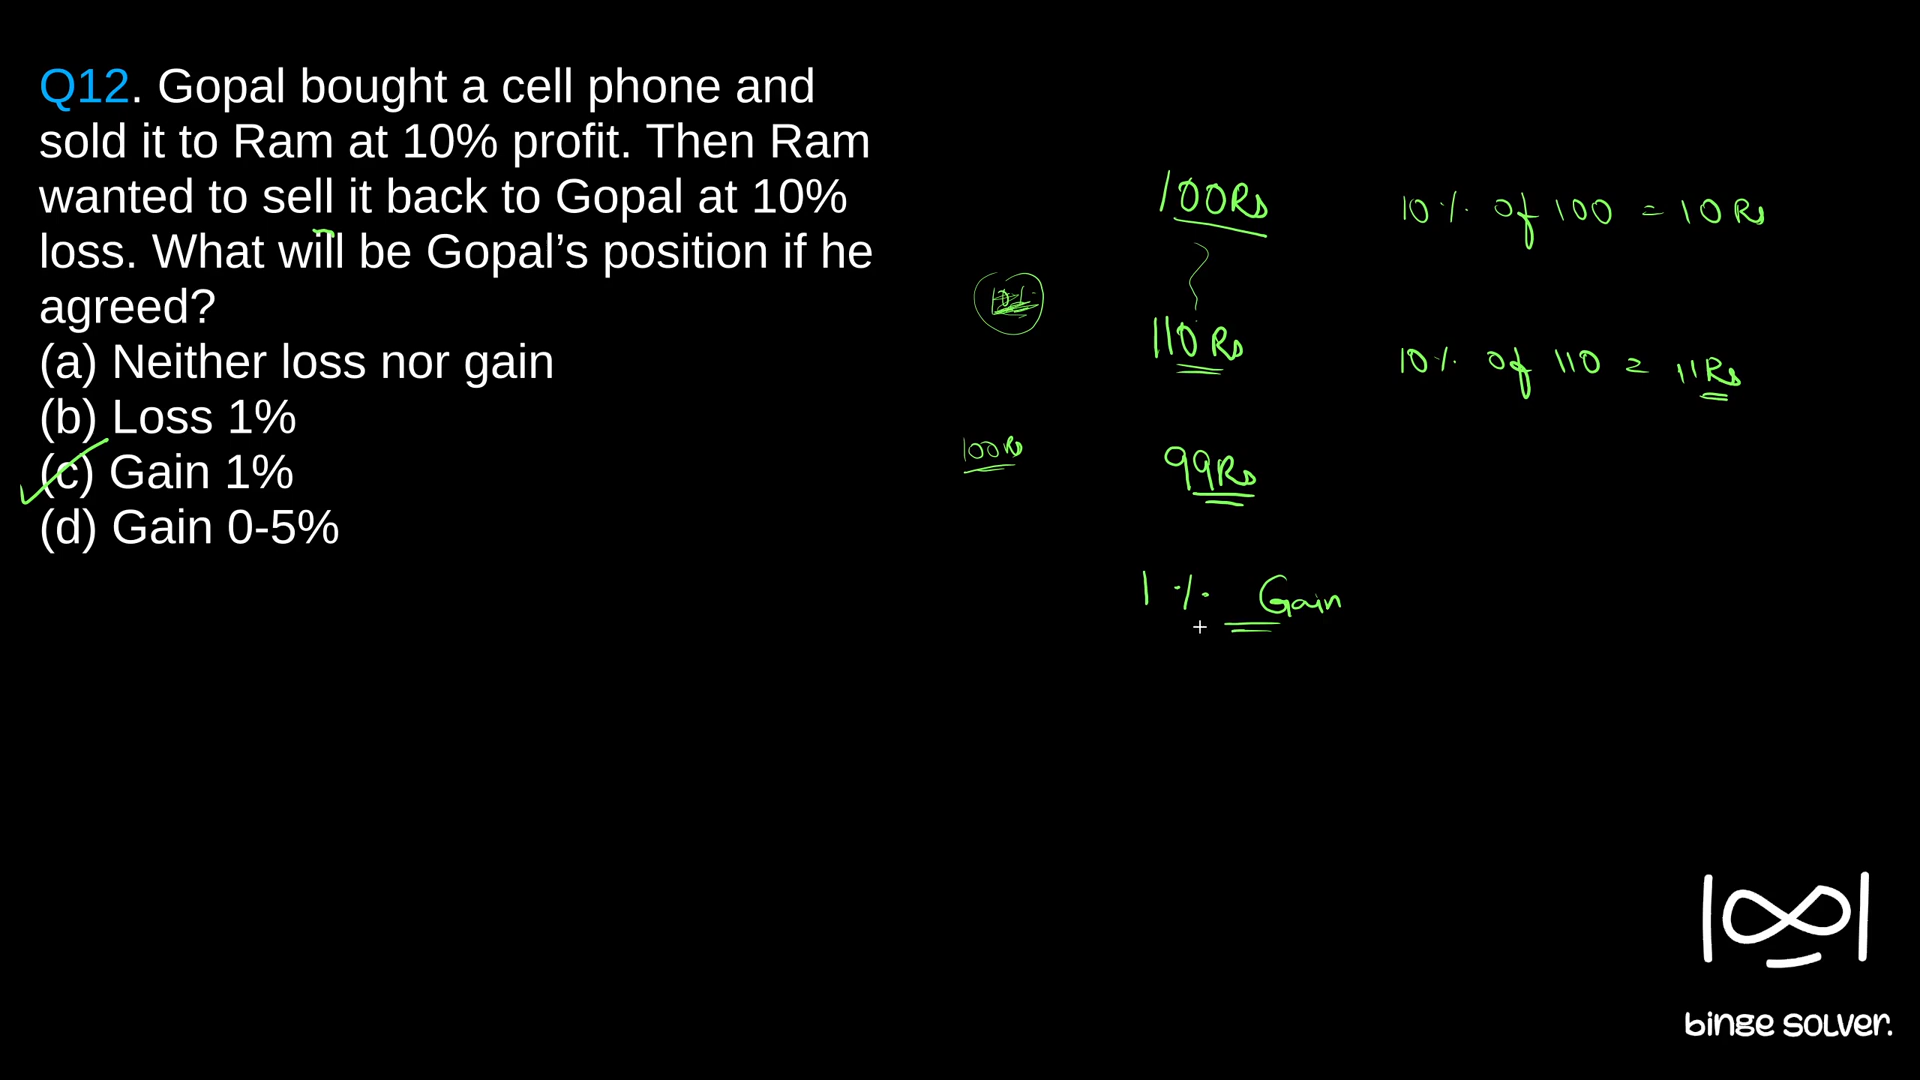 Q12. Gopal bought a cell phone and
sold it to Ram at 10% profit. Then Ram
wanted to sell it back to Gopal at 10%
loss. What will be Gopal’s position if he
agreed?
(a) Neither loss nor gain
(b) Loss 1%
(c) Gain 1%
(d) Gain 0-5%
100Rs
10% of 100 = 10 Rs
110 Rs
10% of 110 = 11Rs
100Rs
99Rs
1 % Gain
binge solver.